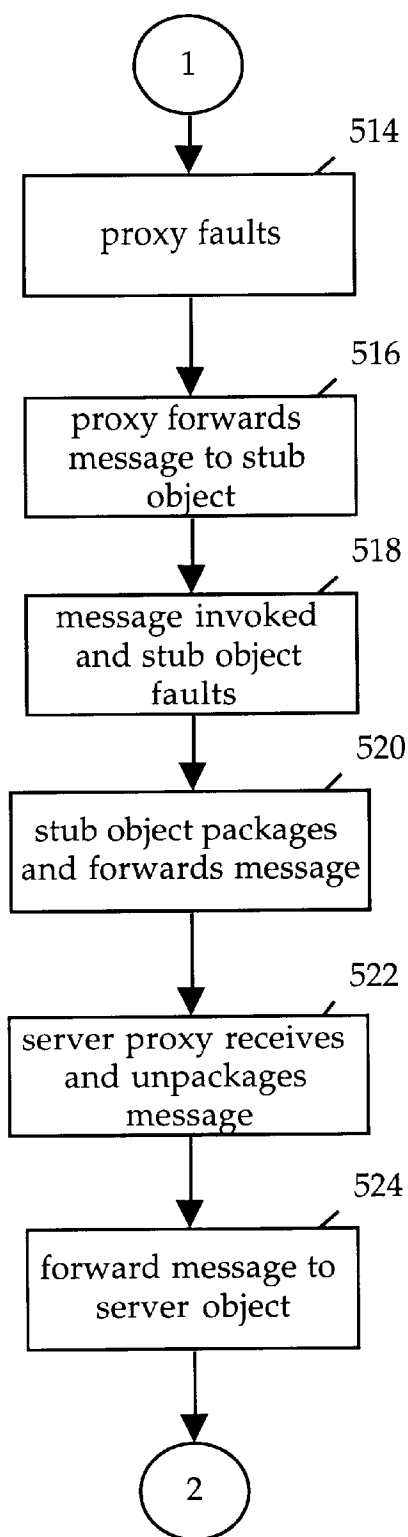 1
514
proxy faults
516
proxy forwards
message to stub
object
518
message invoked
and stub object
faults
520
stub object packages
and forwards message
522
server proxy receives
and unpackages
message
524
forward message to
server object
2